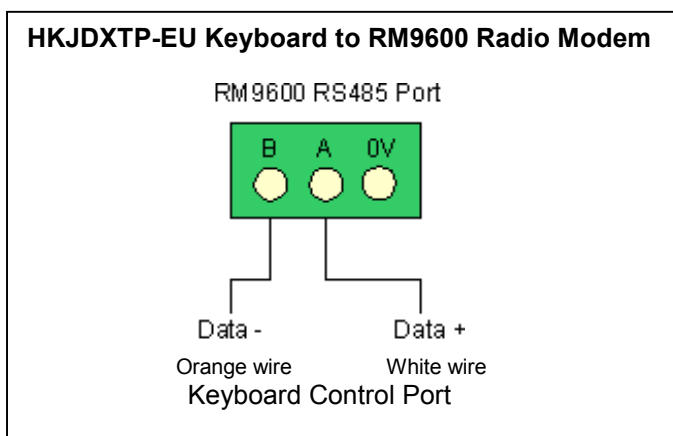 HKJDXTP-EU Keyboard to RM9600 Radio Modem
RM9600 RS485 Port
B A 0V
Data - Data +
Orange wire White wire
Keyboard Control Port